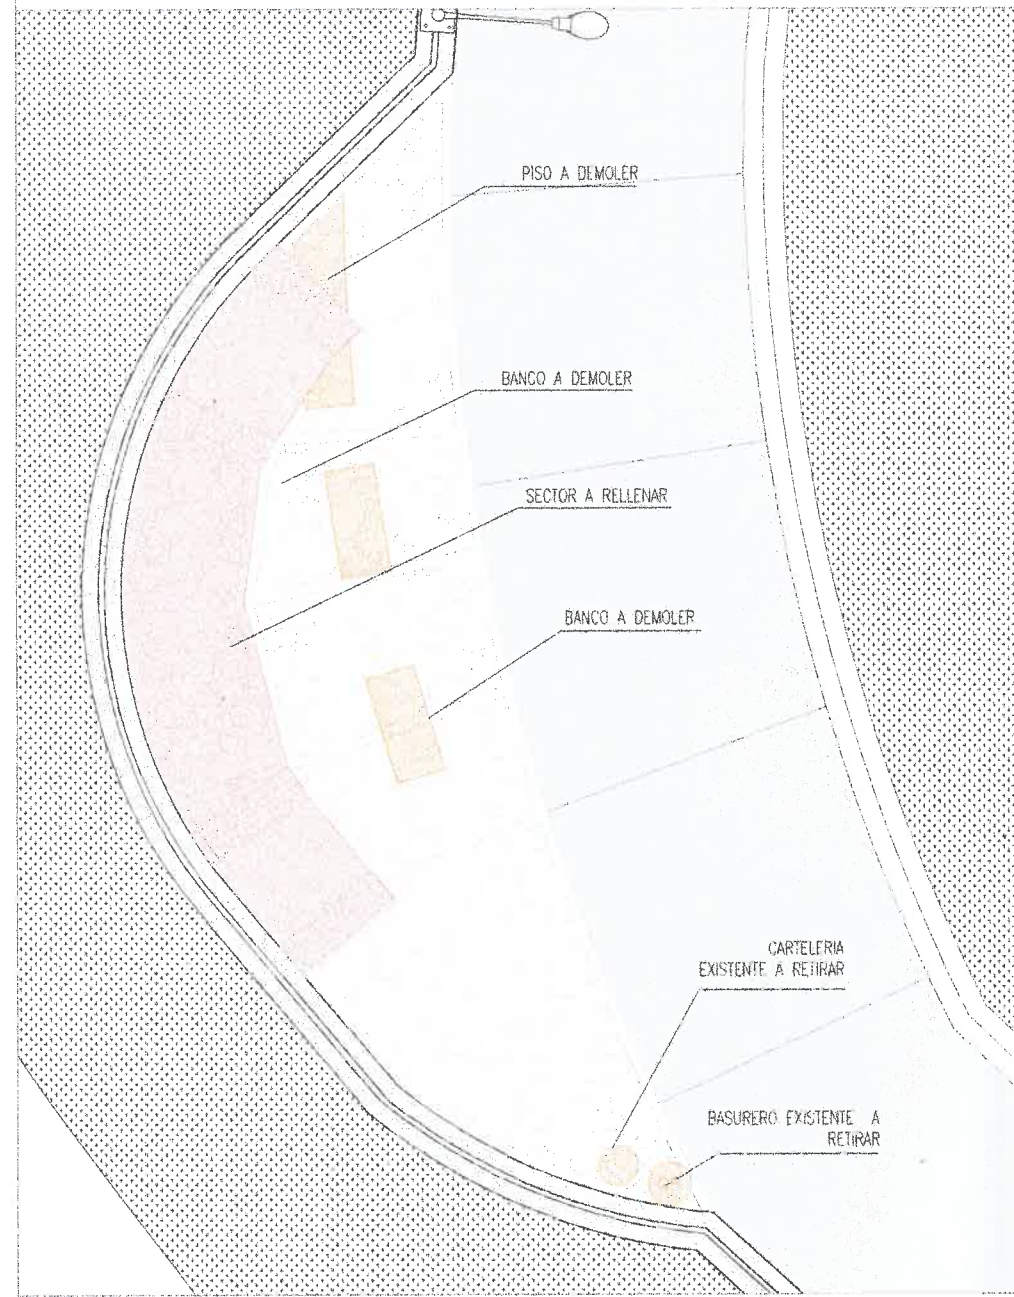 PISO A DEMOLER
BANCO A DEMOLER
SECTOR A RELLENAR
BANCO A DEMOLER
CARTELERIA
EXISTENTE A RETIRAR
BASURERO EXISTENTE A
RETIRAR